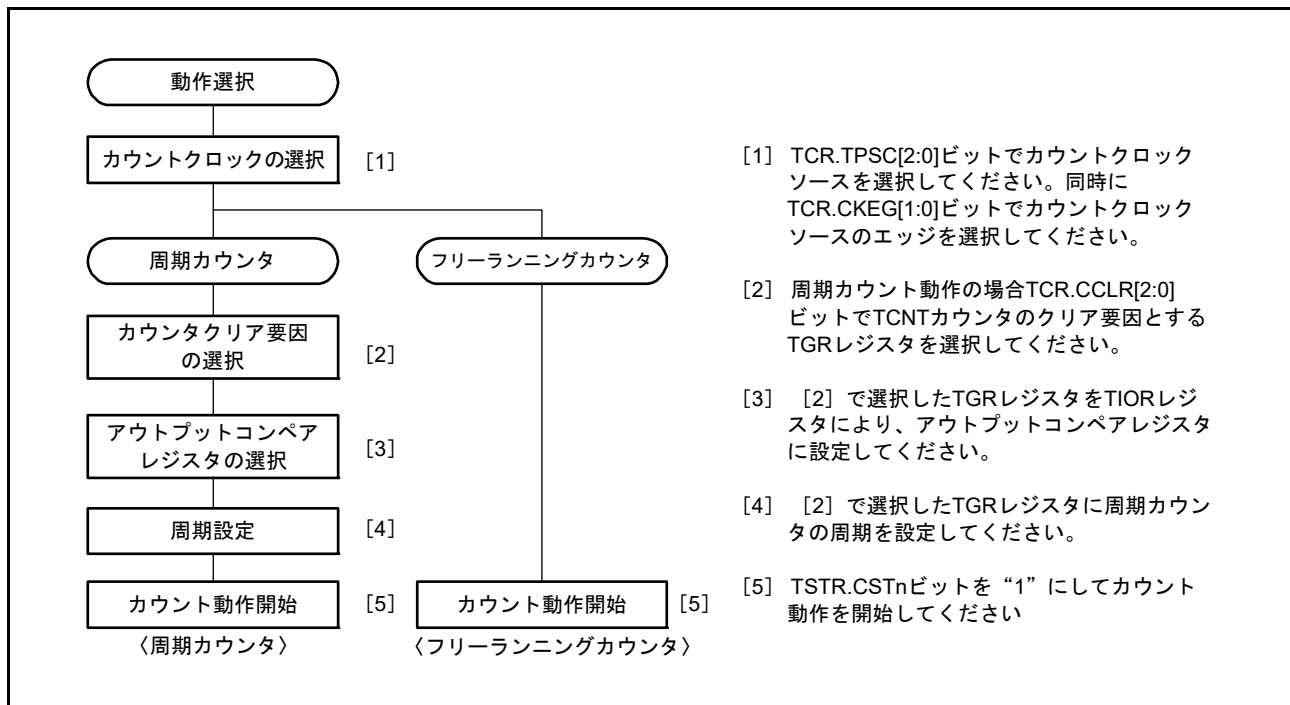 動作選択
カウントクロックの選択 [1]
周期カウンタ
フリーランニングカウンタ
カウンタクリア要因
の選択
[2]
アウトプットコンペア
レジスタの選択
[3]
周期設定 [4]
カウント動作開始 [5]
カウント動作開始 [5]
〈周期カウンタ〉
〈フリーランニングカウンタ〉
[1] TCR.TPSC[2:0]ビットでカウントクロック
ソースを選択してください。同時に
TCR.CKEG[1:0]ビットでカウントクロック
ソースのエッジを選択してください。
[2] 周期カウント動作の場合TCR.CCLR[2:0]
ビットでTCNTカウンタのクリア要因とする
TGRレジスタを選択してください。
[3] [2]で選択したTGRレジスタをTIORレジ
スタにより、アウトプットコンペアレジスタ
に設定してください。
[4] [2]で選択したTGRレジスタに周期カウン
タの周期を設定してください。
[5] TSTR.CSTnビットを“1”にしてカウント
動作を開始してください